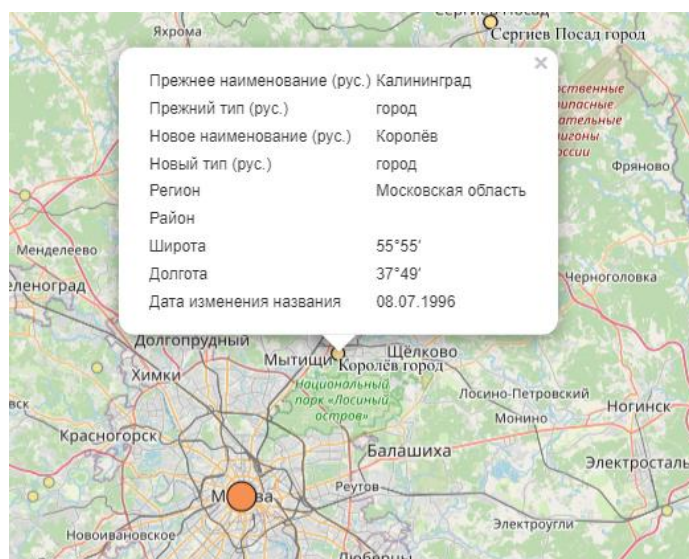 Яхрома
Сергиев Посад город
Прежнее наименование (рус.) Калининград
Прежний тип (рус.) город
Новое наименование (рус.) Королёв
Новый тип (рус.) город
Регион Московская область
Район
Широта 55°55′
Долгота 37°49′
Дата изменения названия 08.07.1996
×
Фряново
Менделеево
Черноголовка
Долгопрудный
Мытищи
Королёв город
Щёлково
Химки
Национальный
парк «Лосиный
остров»
Лосино-Петровский
Монино
Ногинск
Красногорск
Балашиха
Реутов
Электроугли
Новоивановское